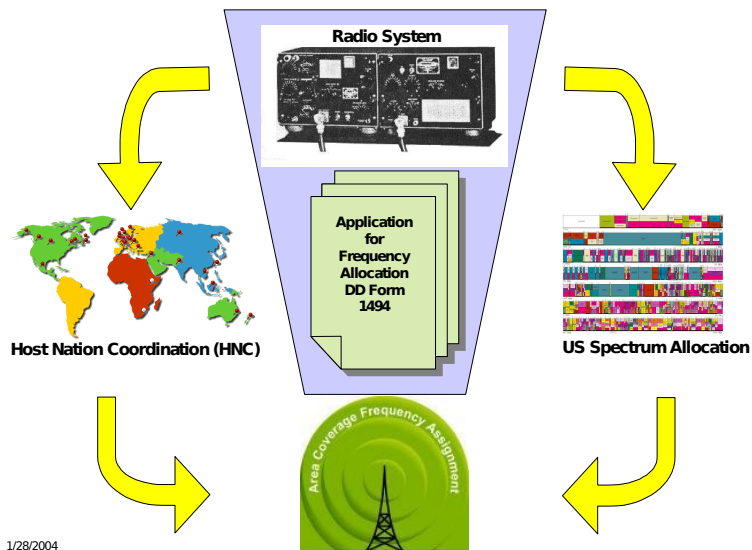 Radio System
Application
for
Frequency
Allocation
DD Form
1494
Host Nation Coordination (HNC)
US Spectrum Allocation
Area Coverage Frequency Assignment
1/28/2004